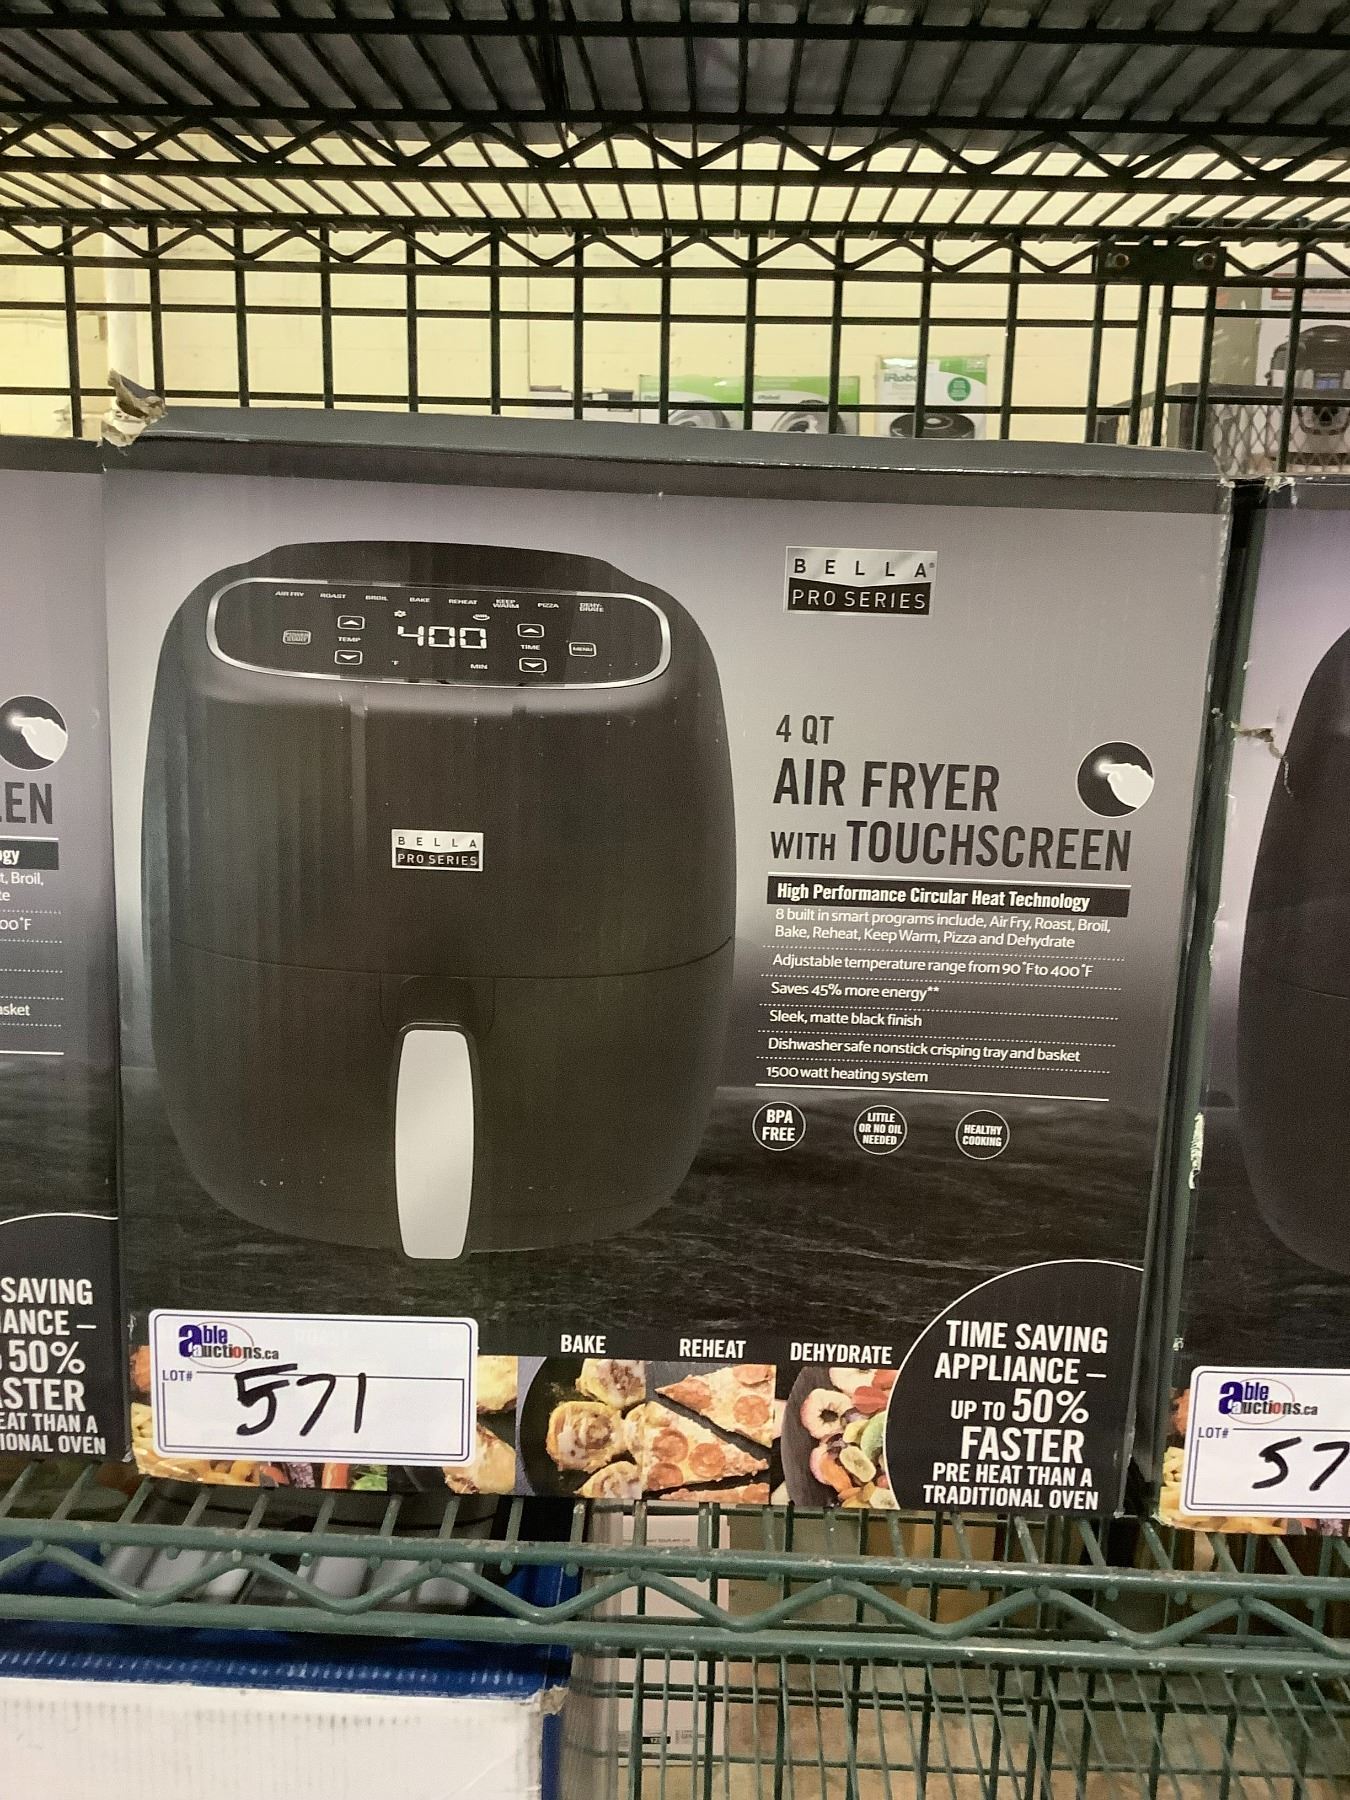 iRobot
BELLA
PRO SERIES
AIR FRY ROAST BROIL BAKE REHEAT KEEP WARM PIZZA DEHY-DRATE
TEMP
400
TIME
MENU
°F
MIN
BELLA
PRO SERIES
4 QT
AIR FRYER
WITH TOUCHSCREEN
High Performance Circular Heat Technology
8 built in smart programs include, Air Fry, Roast, Broil,
Bake, Reheat, Keep Warm, Pizza and Dehydrate
Adjustable temperature range from 90 °F to 400 °F
Saves 45% more energy**
Sleek, matte black finish
Dishwasher safe nonstick crisping tray and basket
1500 watt heating system
BPA
FREE
LITTLE
OR NO OIL
NEEDED
HEALTHY
COOKING
BAKE
REHEAT
DEHYDRATE
TIME SAVING
APPLIANCE –
UP TO 50%
FASTER
PRE HEAT THAN A
TRADITIONAL OVEN
able
auctions.ca
LOT#
571
EN
gy
t, Broil,
te
00°F
asket
SAVING
IANCE –
50%
STER
EAT THAN A
IONAL OVEN
able
auctions.ca
LOT#
57